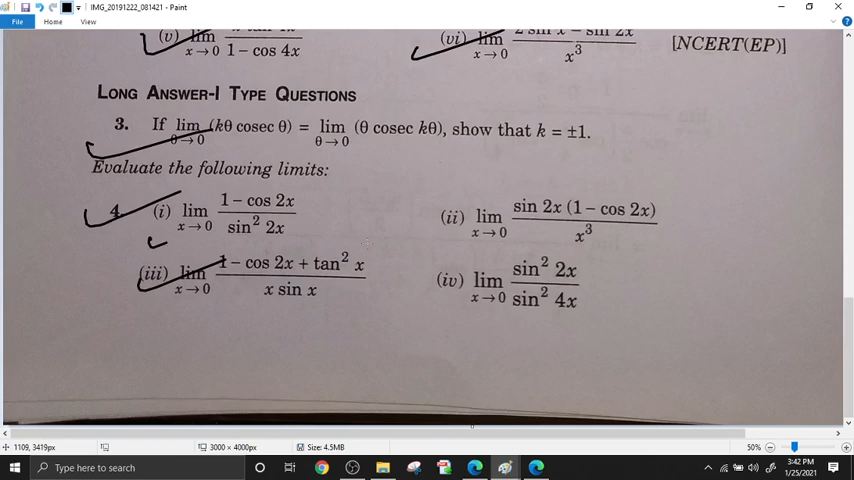 IMG_20191222_081421 - Paint
File Home View
(v) lim x→0 / 1 – cos 4x
(vi) lim x→0 2 sin x – sin 2x / x³ [NCERT(EP)]
LONG ANSWER-I TYPE QUESTIONS
3. If lim θ→0 (kθ cosec θ) = lim θ→0 (θ cosec kθ), show that k = ±1.
Evaluate the following limits:
4. (i) lim x→0 1 – cos 2x / sin² 2x
(ii) lim x→0 sin 2x (1 – cos 2x) / x³
(iii) lim x→0 1 – cos 2x + tan² x / x sin x
(iv) lim x→0 sin² 2x / sin² 4x
1109, 3419px 3000 × 4000px Size: 4.5MB 50%
Type here to search
3:42 PM
1/25/2021